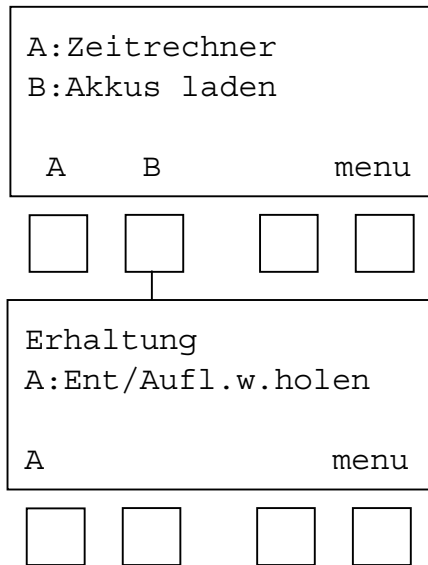 A:Zeitrechner
B:Akkus laden
A B menu
Erhaltung
A:Ent/Aufl.w.holen
A menu